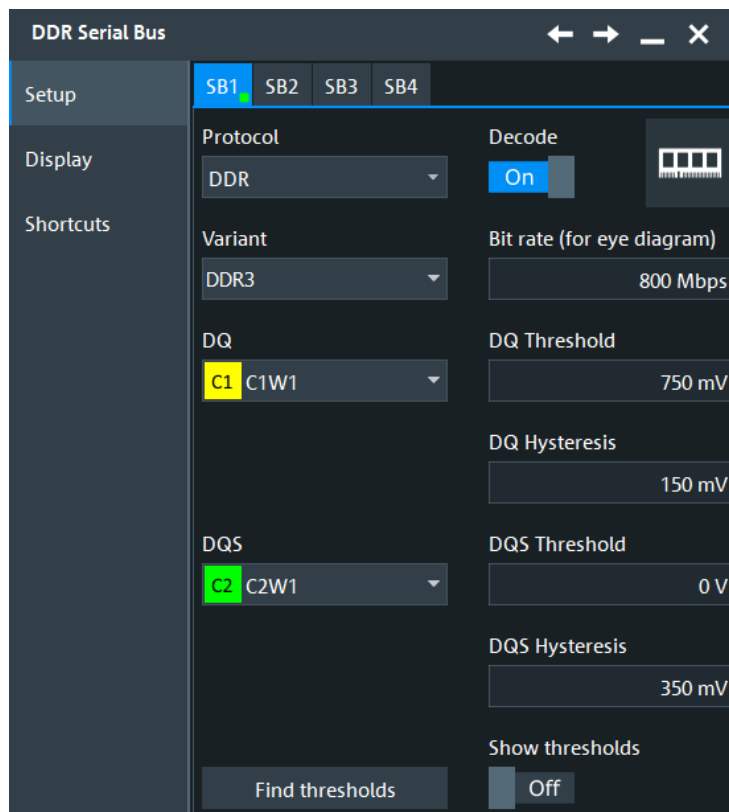 DDR Serial Bus
Setup
Display
Shortcuts
SB1 SB2 SB3 SB4
Protocol
DDR
Decode
On
Variant
DDR3
Bit rate (for eye diagram)
800 Mbps
DQ
C1 C1W1
DQ Threshold
750 mV
DQ Hysteresis
150 mV
DQS
C2 C2W1
DQS Threshold
0 V
DQS Hysteresis
350 mV
Show thresholds
Find thresholds
Off